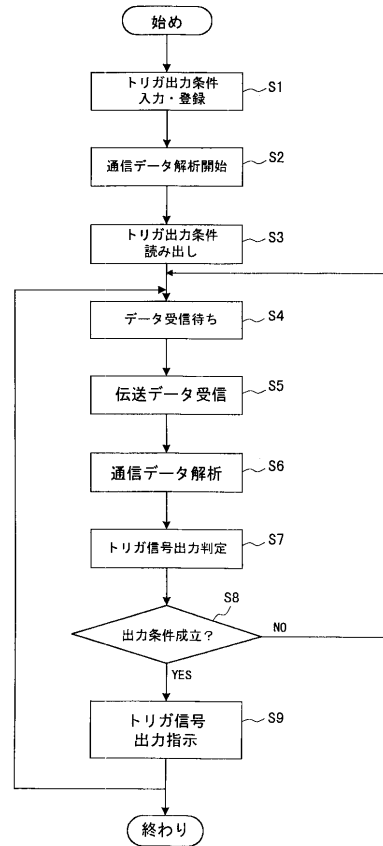 始め
トリガ出力条件
入力・登録
S1
通信データ解析開始
S2
トリガ出力条件
読み出し
S3
データ受信待ち
S4
伝送データ受信
S5
通信データ解析
S6
トリガ信号出力判定
S7
S8
出力条件成立?
NO
YES
トリガ信号
出力指示
S9
終わり